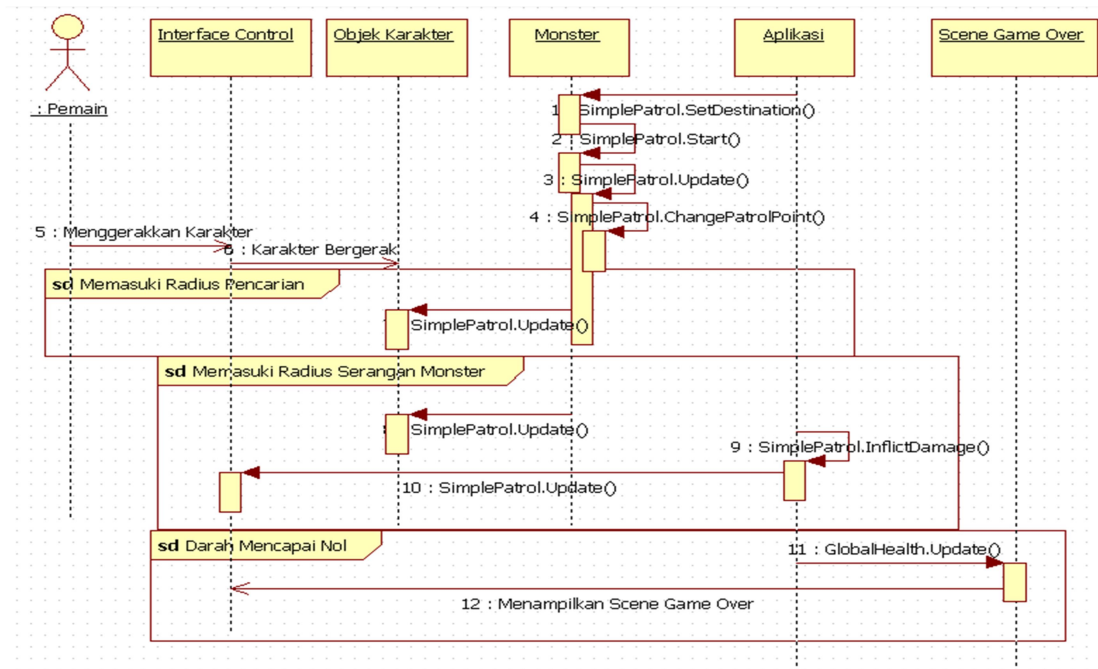 Interface Control
Objek Karakter
Monster
Aplikasi
Scene Game Over
: Pemain
1 : SimplePatrol.SetDestination()
2 : SimplePatrol.Start()
3 : SimplePatrol.Update()
4 : SimplePatrol.ChangePatrolPoint()
5 : Menggerakkan Karakter
6 : Karakter Bergerak
sd Memasuki Radius Pencarian
SimplePatrol.Update()
sd Memasuki Radius Serangan Monster
SimplePatrol.Update()
9 : SimplePatrol.InflictDamage()
10 : SimplePatrol.Update()
sd Darah Mencapai Nol
11 : GlobalHealth.Update()
12 : Menampilkan Scene Game Over